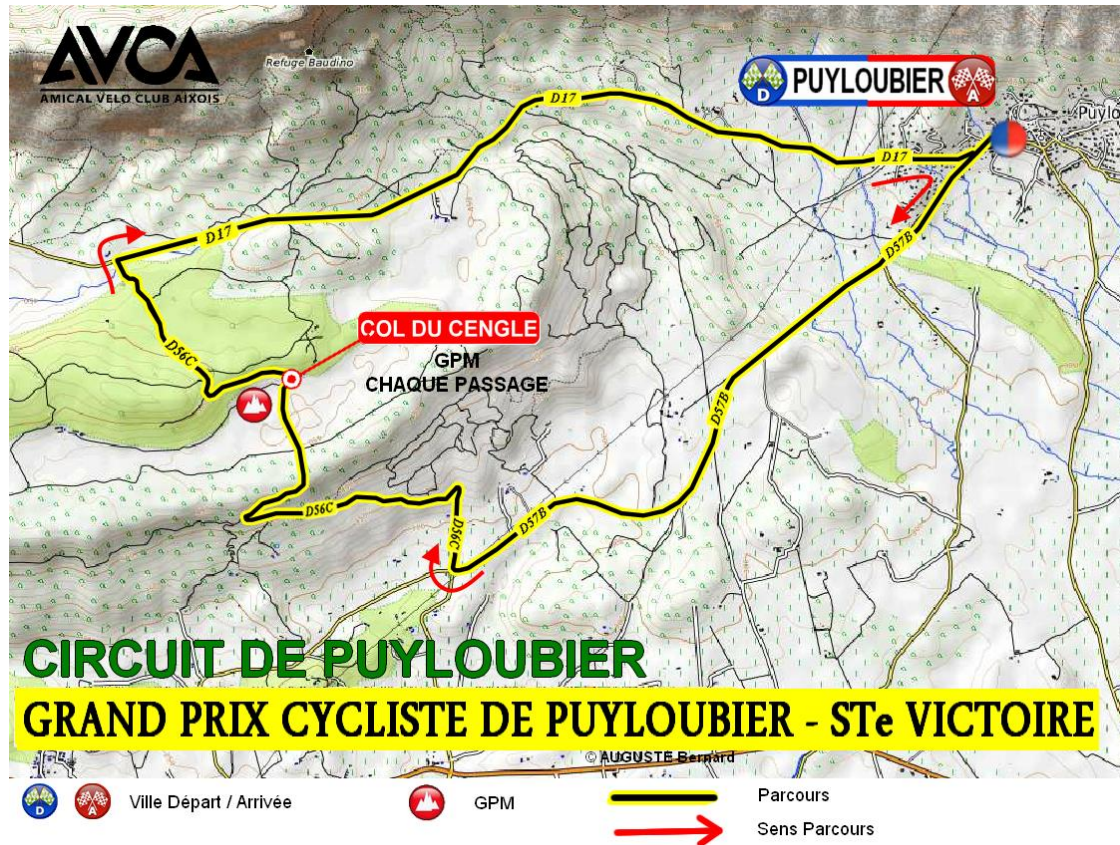 AVCA
AMICAL VELO CLUB AIXOIS
Refuge Baudino
D
PUYLOUBIER
A
Puylo
D17
D17
D17
D57B
D56C
COL DU CENGLE
GPM
CHAQUE PASSAGE
D57B
D56C
D56C
D57B
CIRCUIT DE PUYLOUBIER
GRAND PRIX CYCLISTE DE PUYLOUBIER - STe VICTOIRE
© AUGUSTE Bernard
D
A
Ville Départ / Arrivée
GPM
Parcours
Sens Parcours